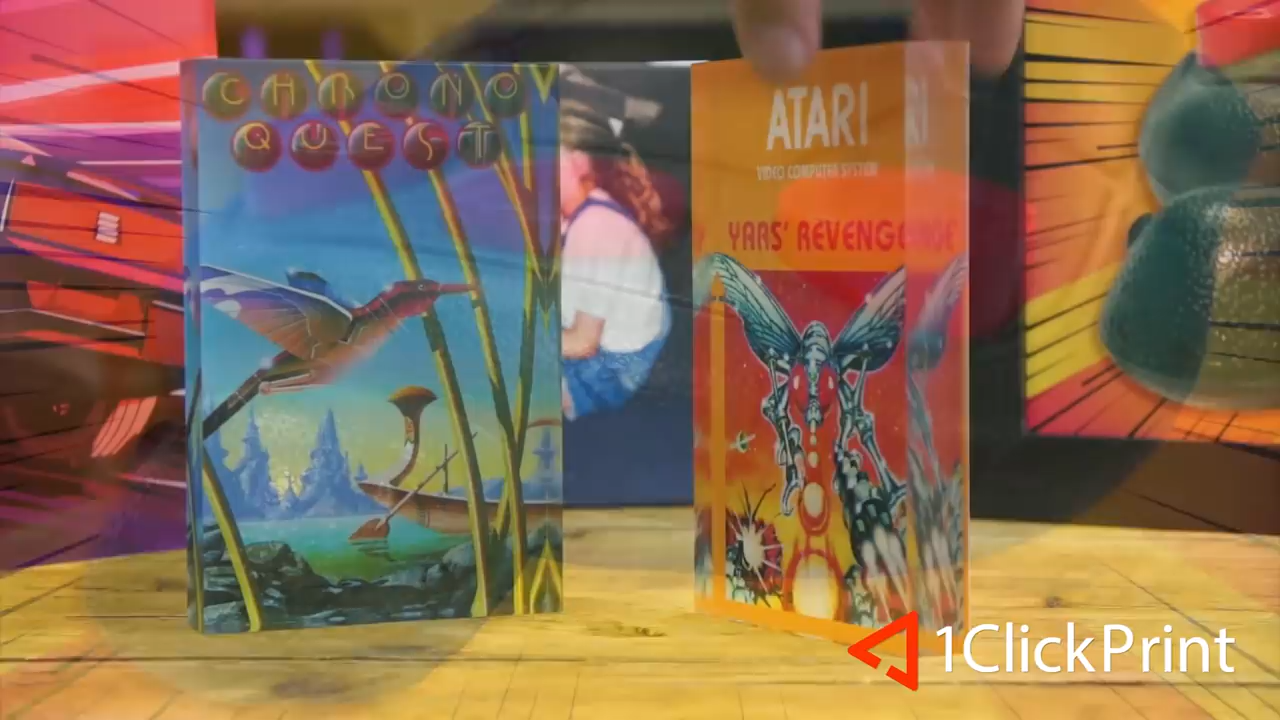 CHRONO
QUEST
ATARI
VIDEO COMPUTER SYSTEM
YARS' REVENGE
1ClickPrint